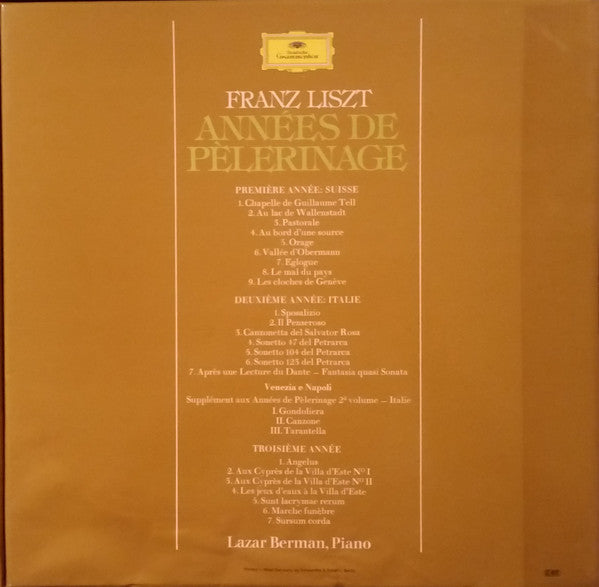 Deutsche
Grammophon
FRANZ LISZT
ANNÉES DE
PÈLERINAGE
PREMIÈRE ANNÉE: SUISSE
1. Chapelle de Guillaume Tell
2. Au lac de Wallenstadt
3. Pastorale
4. Au bord d'une source
5. Orage
6. Vallée d'Obermann
7. Eglogue
8. Le mal du pays
9. Les cloches de Genève
DEUXIÈME ANNÉE: ITALIE
1. Sposalizio
2. Il Penseroso
3. Canzonetta del Salvator Rosa
4. Sonetto 47 del Petrarca
5. Sonetto 104 del Petrarca
6. Sonetto 123 del Petrarca
7. Après une Lecture du Dante – Fantasia quasi Sonata
Venezia e Napoli
Supplément aux Années de Pèlerinage 2ᵈ volume – Italie
I. Gondoliera
II. Canzone
III. Tarantella
TROISIÈME ANNÉE
1. Angelus
2. Aux Cyprès de la Villa d'Este Nº I
3. Aux Cyprès de la Villa d'Este Nº II
4. Les jeux d'eaux à la Villa d'Este
5. Sunt lacrymae rerum
6. Marche funèbre
7. Sursum corda
Lazar Berman, Piano